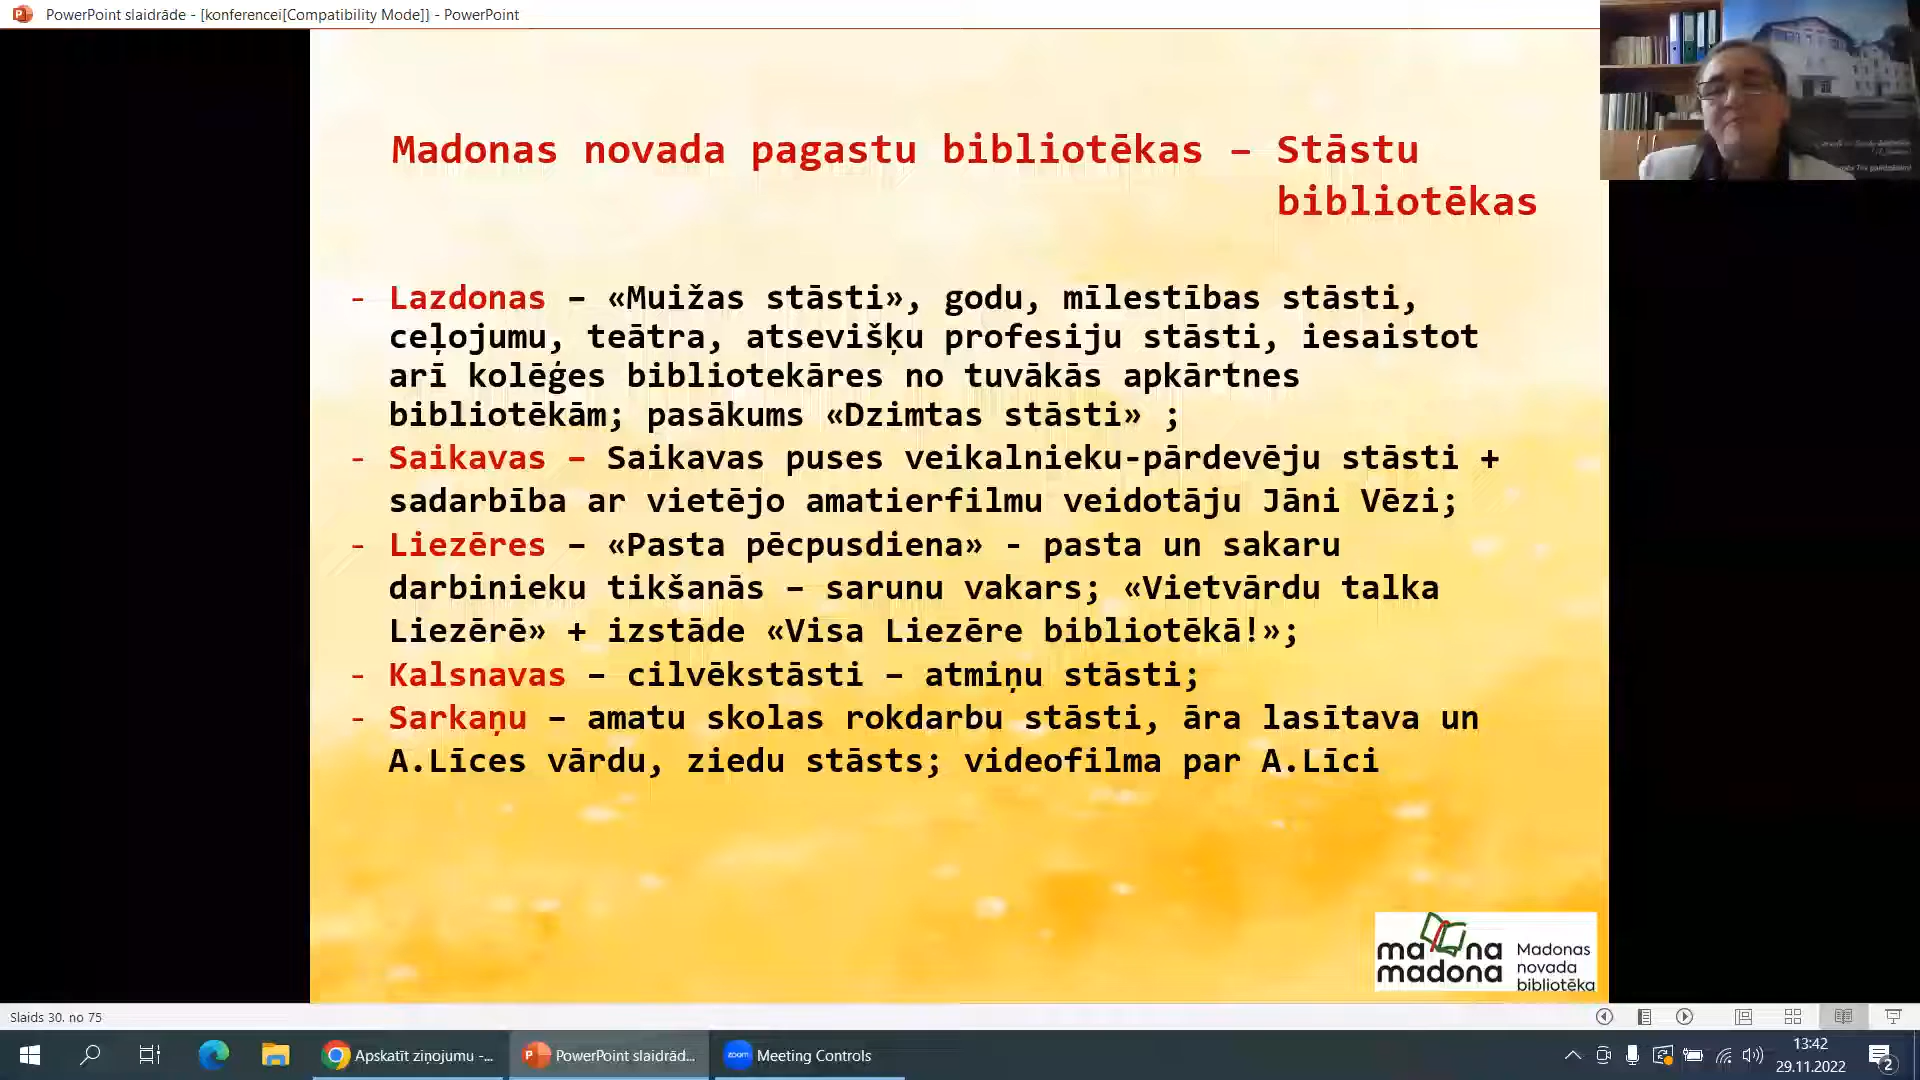 PowerPoint slaidrāde - [konferencei[Compatibility Mode]] - PowerPoint
Madonas novada pagastu bibliotēkas – Stāstu
bibliotēkas
- Lazdonas – «Muižas stāsti», godu, mīlestības stāsti,
ceļojumu, teātra, atsevišķu profesiju stāsti, iesaistot
arī kolēģes bibliotekāres no tuvākās apkārtnes
bibliotēkām; pasākums «Dzimtas stāsti» ;
- Saikavas – Saikavas puses veikalnieku-pārdevēju stāsti +
sadarbība ar vietējo amatierfilmu veidotāju Jāni Vēzi;
- Liezēres – «Pasta pēcpusdiena» - pasta un sakaru
darbinieku tikšanās – sarunu vakars; «Vietvārdu talka
Liezērē» + izstāde «Visa Liezēre bibliotēkā!»;
- Kalsnavas – cilvēkstāsti – atmiņu stāsti;
- Sarkaņu – amatu skolas rokdarbu stāsti, āra lasītava un
A.Līces vārdu, ziedu stāsts; videofilma par A.Līci
ma na
madona
Madonas
novada
bibliotēka
Slaids 30. no 75
Apskatīt ziņojumu -...
PowerPoint slaidrād...
zoom
Meeting Controls
13:42
29.11.2022
2